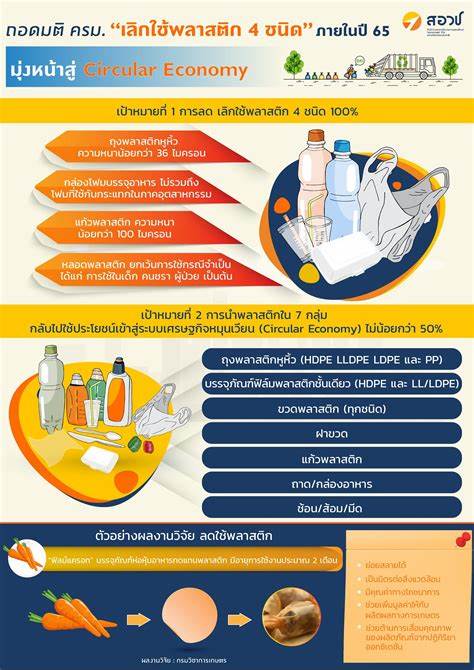 ถอดมติ ครม. “เลิกใช้พลาสติก 4 ชนิด” ภายในปี 65
สอวช
มุ่งหน้าสู่ Circular Economy
เป้าหมายที่ 1 การลด เลิกใช้พลาสติก 4 ชนิด 100%
ถุงพลาสติกหูหิ้ว
ความหนาน้อยกว่า 36 ไมครอน
กล่องโฟมบรรจุอาหาร ไม่รวมถึง
โฟมที่ใช้กันกระแทกในภาคอุตสาหกรรม
แก้วพลาสติก ความหนา
น้อยกว่า 100 ไมครอน
หลอดพลาสติก ยกเว้นการใช้กรณีจำเป็น
ได้แก่ การใช้ในเด็ก คนชรา ผู้ป่วย เป็นต้น
เป้าหมายที่ 2 การนำพลาสติกใน 7 กลุ่ม
กลับไปใช้ประโยชน์เข้าสู่ระบบเศรษฐกิจหมุนเวียน (Circular Economy) ไม่น้อยกว่า 50%
ถุงพลาสติกหูหิ้ว (HDPE LLDPE LDPE และ PP)
บรรจุภัณฑ์ฟิล์มพลาสติกชั้นเดียว (HDPE และ LL/LDPE)
ขวดพลาสติก (ทุกชนิด)
ฝาขวด
แก้วพลาสติก
ถาด/กล่องอาหาร
ช้อน/ส้อม/มีด
ตัวอย่างผลงานวิจัย ลดใช้พลาสติก
"ฟิล์มแครอท" บรรจุภัณฑ์ห่อหุ้มอาหารทดแทนพลาสติก มีอายุการใช้งานประมาณ 2 เดือน
ย่อยสลายได้
เป็นมิตรต่อสิ่งแวดล้อม
มีคุณค่าทางโภชนาการ
ช่วยเพิ่มมูลค่าให้กับ
ผลิตผลทางการเกษตร
ช่วยต้านการเสื่อมคุณภาพ
ของผลิตภัณฑ์จากปฏิกิริยา
ออกซิเดชัน
ผลงานวิจัย : กรมวิชาการเกษตร